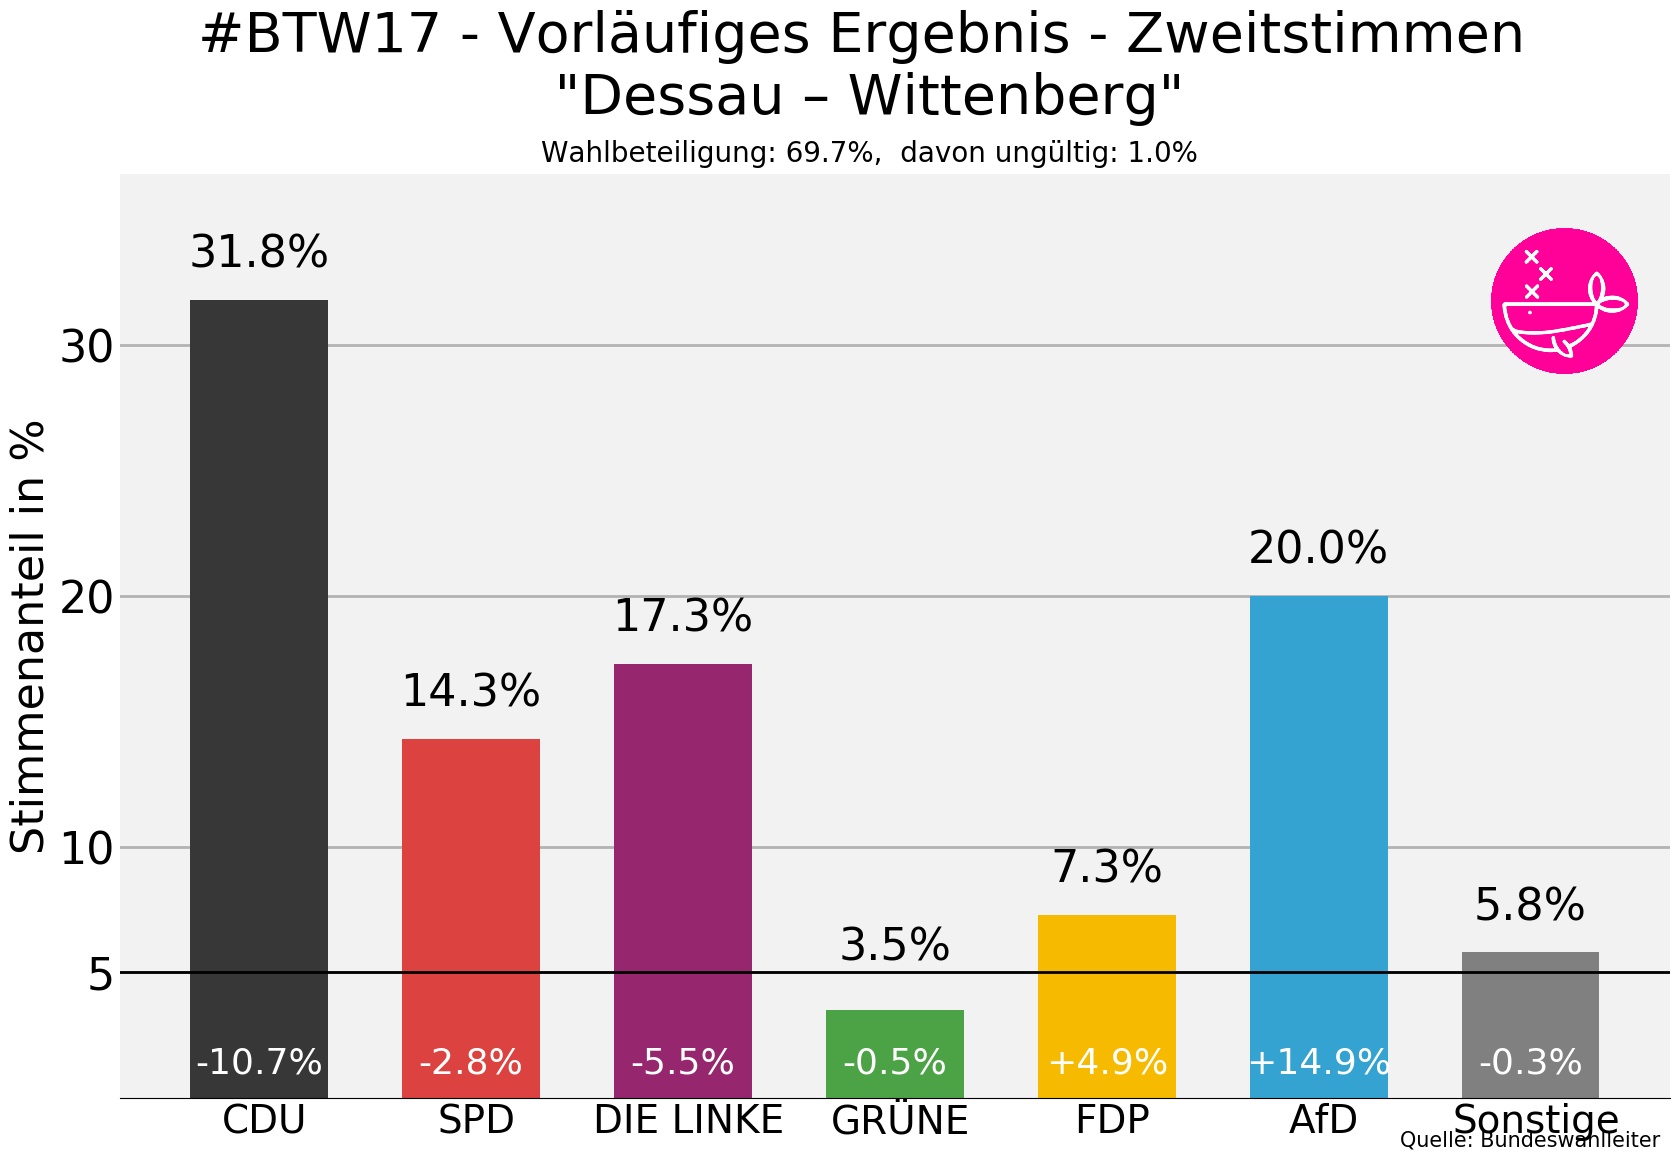 #BTW17 - Vorläufiges Ergebnis - Zweitstimmen
"Dessau – Wittenberg"
Wahlbeteiligung: 69.7%, davon ungültig: 1.0%
Stimmenanteil in %
30
20
10
5
31.8%
14.3%
17.3%
3.5%
7.3%
20.0%
5.8%
-10.7%
-2.8%
-5.5%
-0.5%
+4.9%
+14.9%
-0.3%
CDU
SPD
DIE LINKE
GRÜNE
FDP
AfD
Sonstige
Quelle: Bundeswahlleiter